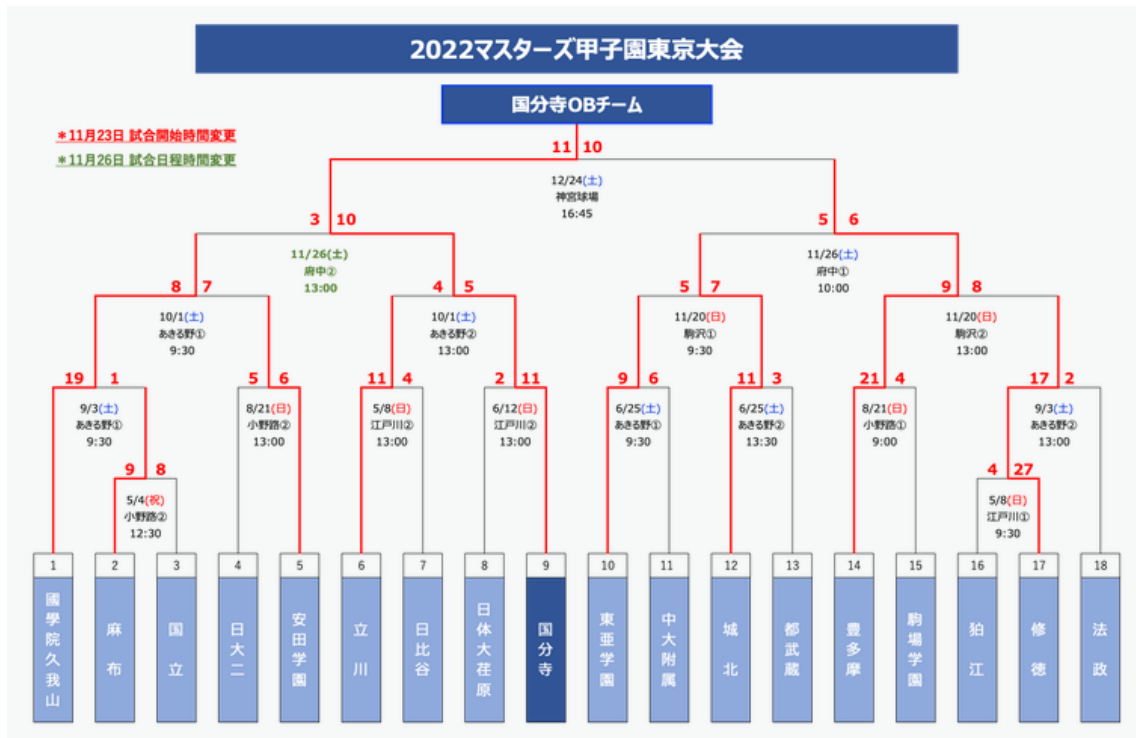 2022マスターズ甲子園東京大会
国分寺OBチーム
＊11月23日 試合開始時間変更
＊11月26日 試合日程時間変更
11 10
12/24(土)
神宮球場
16:45
3 10
5 6
11/26(土)
府中②
13:00
11/26(土)
府中①
10:00
8 7
4 5
5 7
9 8
10/1(土)
あきる野①
9:30
10/1(土)
あきる野②
13:00
11/20(日)
駒沢①
9:30
11/20(日)
駒沢②
13:00
19 1
5 6
11 4
2 11
9 6
11 3
21 4
17 2
9/3(土)
あきる野①
9:30
8/21(日)
小野路②
13:00
5/8(日)
江戸川②
13:00
6/12(日)
江戸川②
13:00
6/25(土)
あきる野①
9:30
6/25(土)
あきる野②
13:30
8/21(日)
小野路①
9:00
9/3(土)
あきる野②
13:00
9 8
4 27
5/4(祝)
小野路②
12:30
5/8(日)
江戸川①
9:30
1 2 3 4 5 6 7 8 9 10 11 12 13 14 15 16 17 18
國學院久我山
麻布
国立
日大二
安田学園
立川
日比谷
日体大荏原
国分寺
東亜学園
中大附属
城北
都武蔵
豊多摩
駒場学園
狛江
修徳
法政